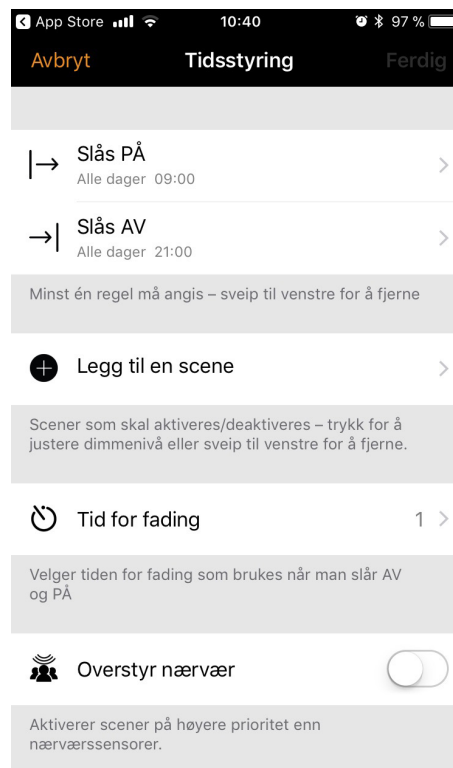 App Store 10:40 97 %
Avbryt Tidsstyring Ferdig
Slås PÅ
Alle dager 09:00
Slås AV
Alle dager 21:00
Minst én regel må angis – sveip til venstre for å fjerne
Legg til en scene
Scener som skal aktiveres/deaktiveres – trykk for å
justere dimmenivå eller sveip til venstre for å fjerne.
Tid for fading 1
Velger tiden for fading som brukes når man slår AV
og PÅ
Overstyr nærvær
Aktiverer scener på høyere prioritet enn
nærværssensorer.